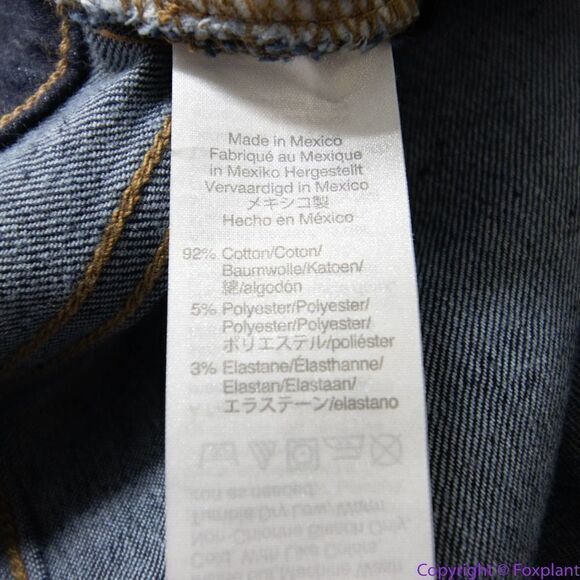 Made in Mexico
Fabriqué au Mexique
in Mexiko Hergestellt
Vervaardigd in Mexico
メキシコ製
Hecho en México
92% Cotton/Coton/
Baumwolle/Katoen/
綿/algodón
5% Polyester/Polyester/
Polyester/Polyester/
ポリエステル/poliéster
3% Elastane/Élasthanne/
Elastan/Elastaan/
エラステーン/elastano
Copyright © Foxplant